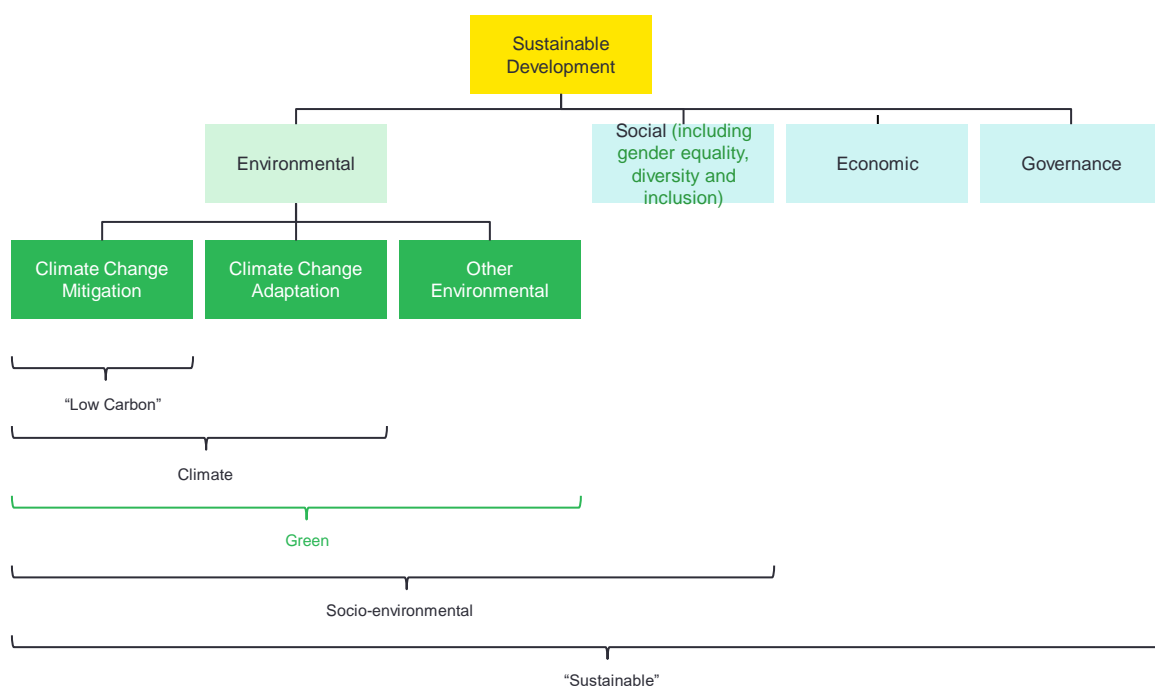 Sustainable
Development
Environmental
Social (including
gender equality,
diversity and
inclusion)
Economic
Governance
Climate Change
Mitigation
Climate Change
Adaptation
Other
Environmental
“Low Carbon”
Climate
Green
Socio-environmental
“Sustainable”